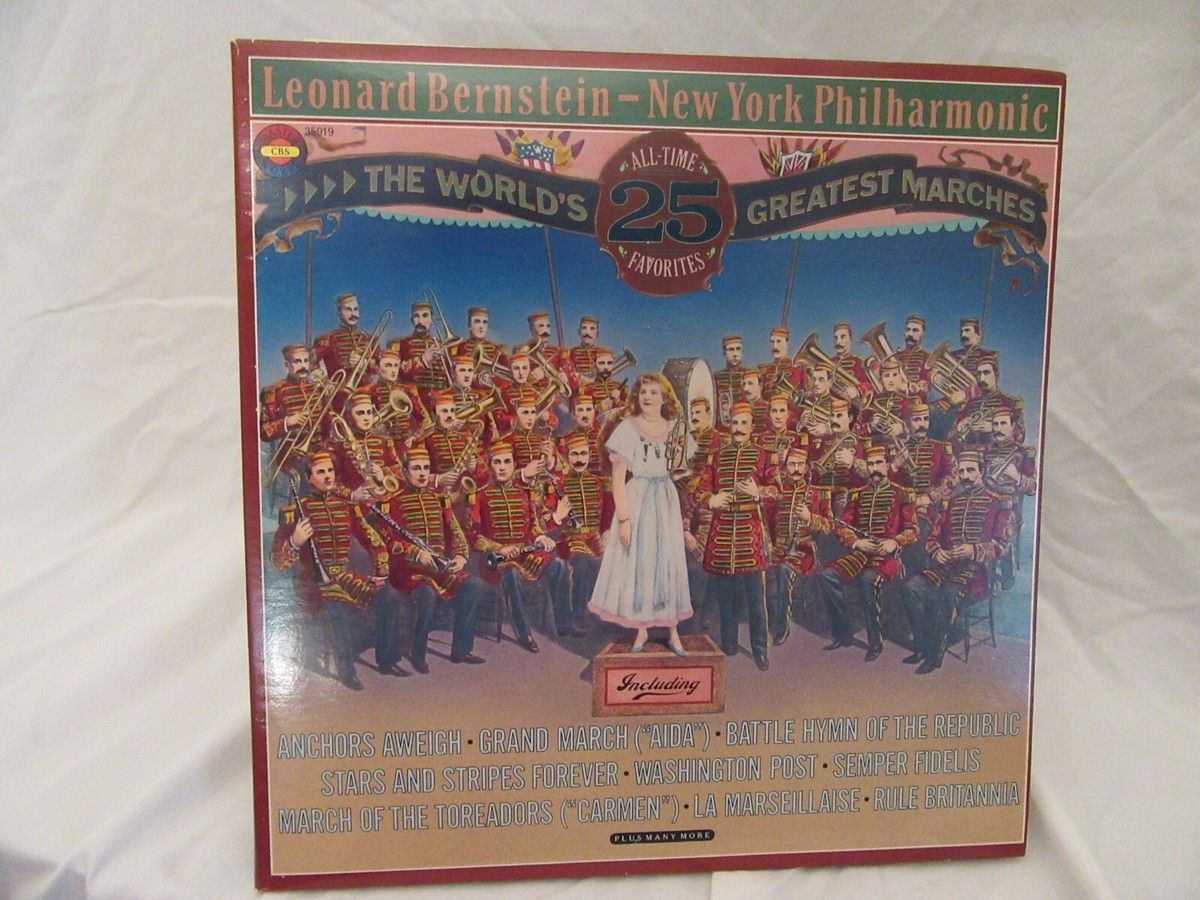 Leonard Bernstein – New York Philharmonic
35919
CBS
THE WORLD'S
ALL-TIME
25
FAVORITES
GREATEST MARCHES
Including
ANCHORS AWEIGH • GRAND MARCH ("AIDA") • BATTLE HYMN OF THE REPUBLIC
STARS AND STRIPES FOREVER • WASHINGTON POST • SEMPER FIDELIS
MARCH OF THE TOREADORS ("CARMEN") • LA MARSEILLAISE • RULE BRITANNIA
PLUS MANY MORE